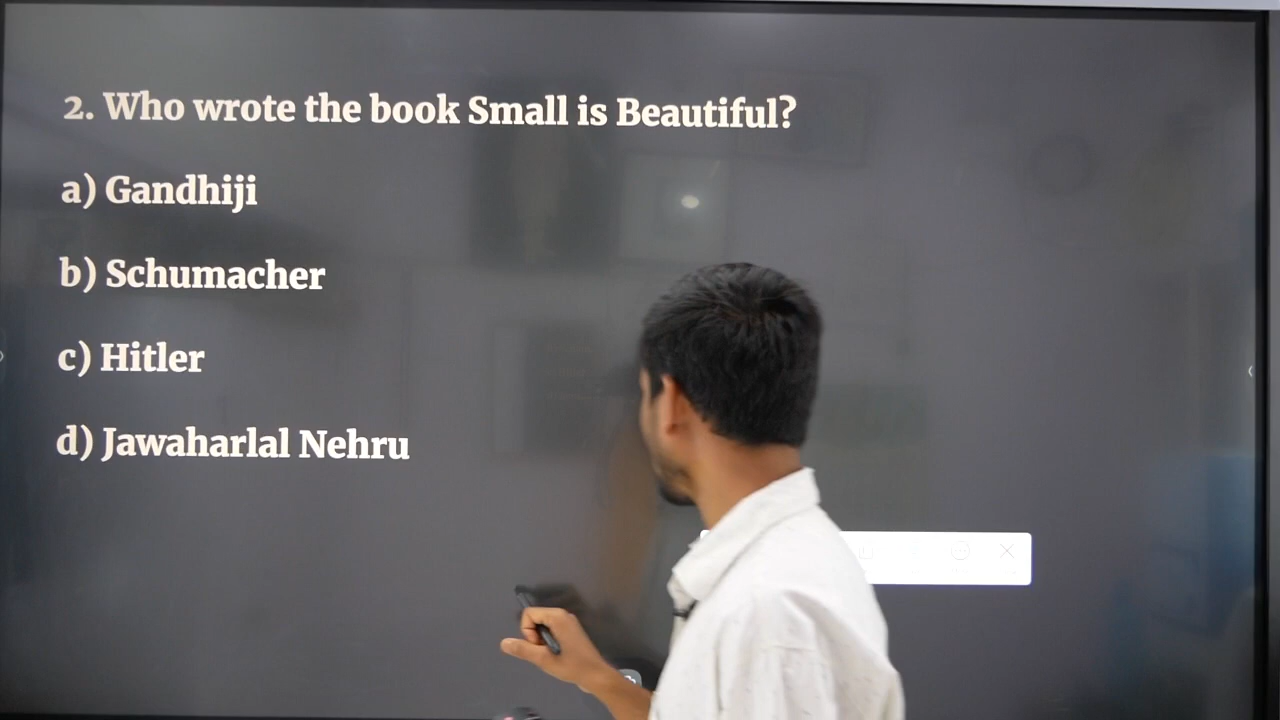 2. Who wrote the book Small is Beautiful?
a) Gandhiji
b) Schumacher
c) Hitler
d) Jawaharlal Nehru